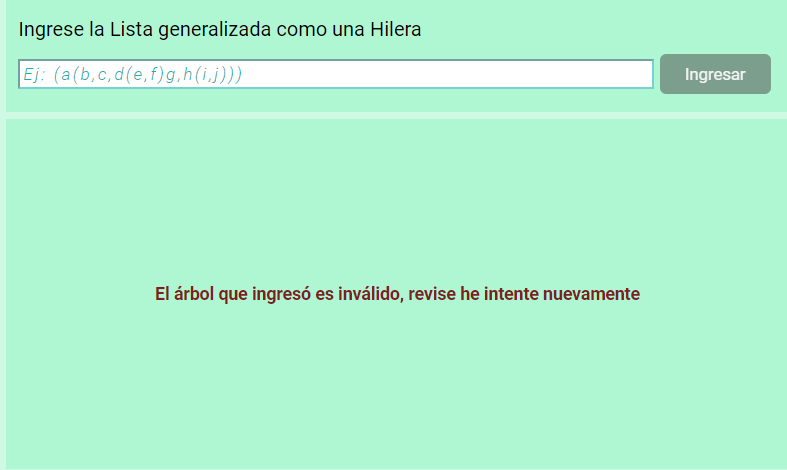 Ingrese la Lista generalizada como una Hilera
Ej: (a(b,c,d(e,f)g,h(i,j)))
Ingresar
El árbol que ingresó es inválido, revise he intente nuevamente